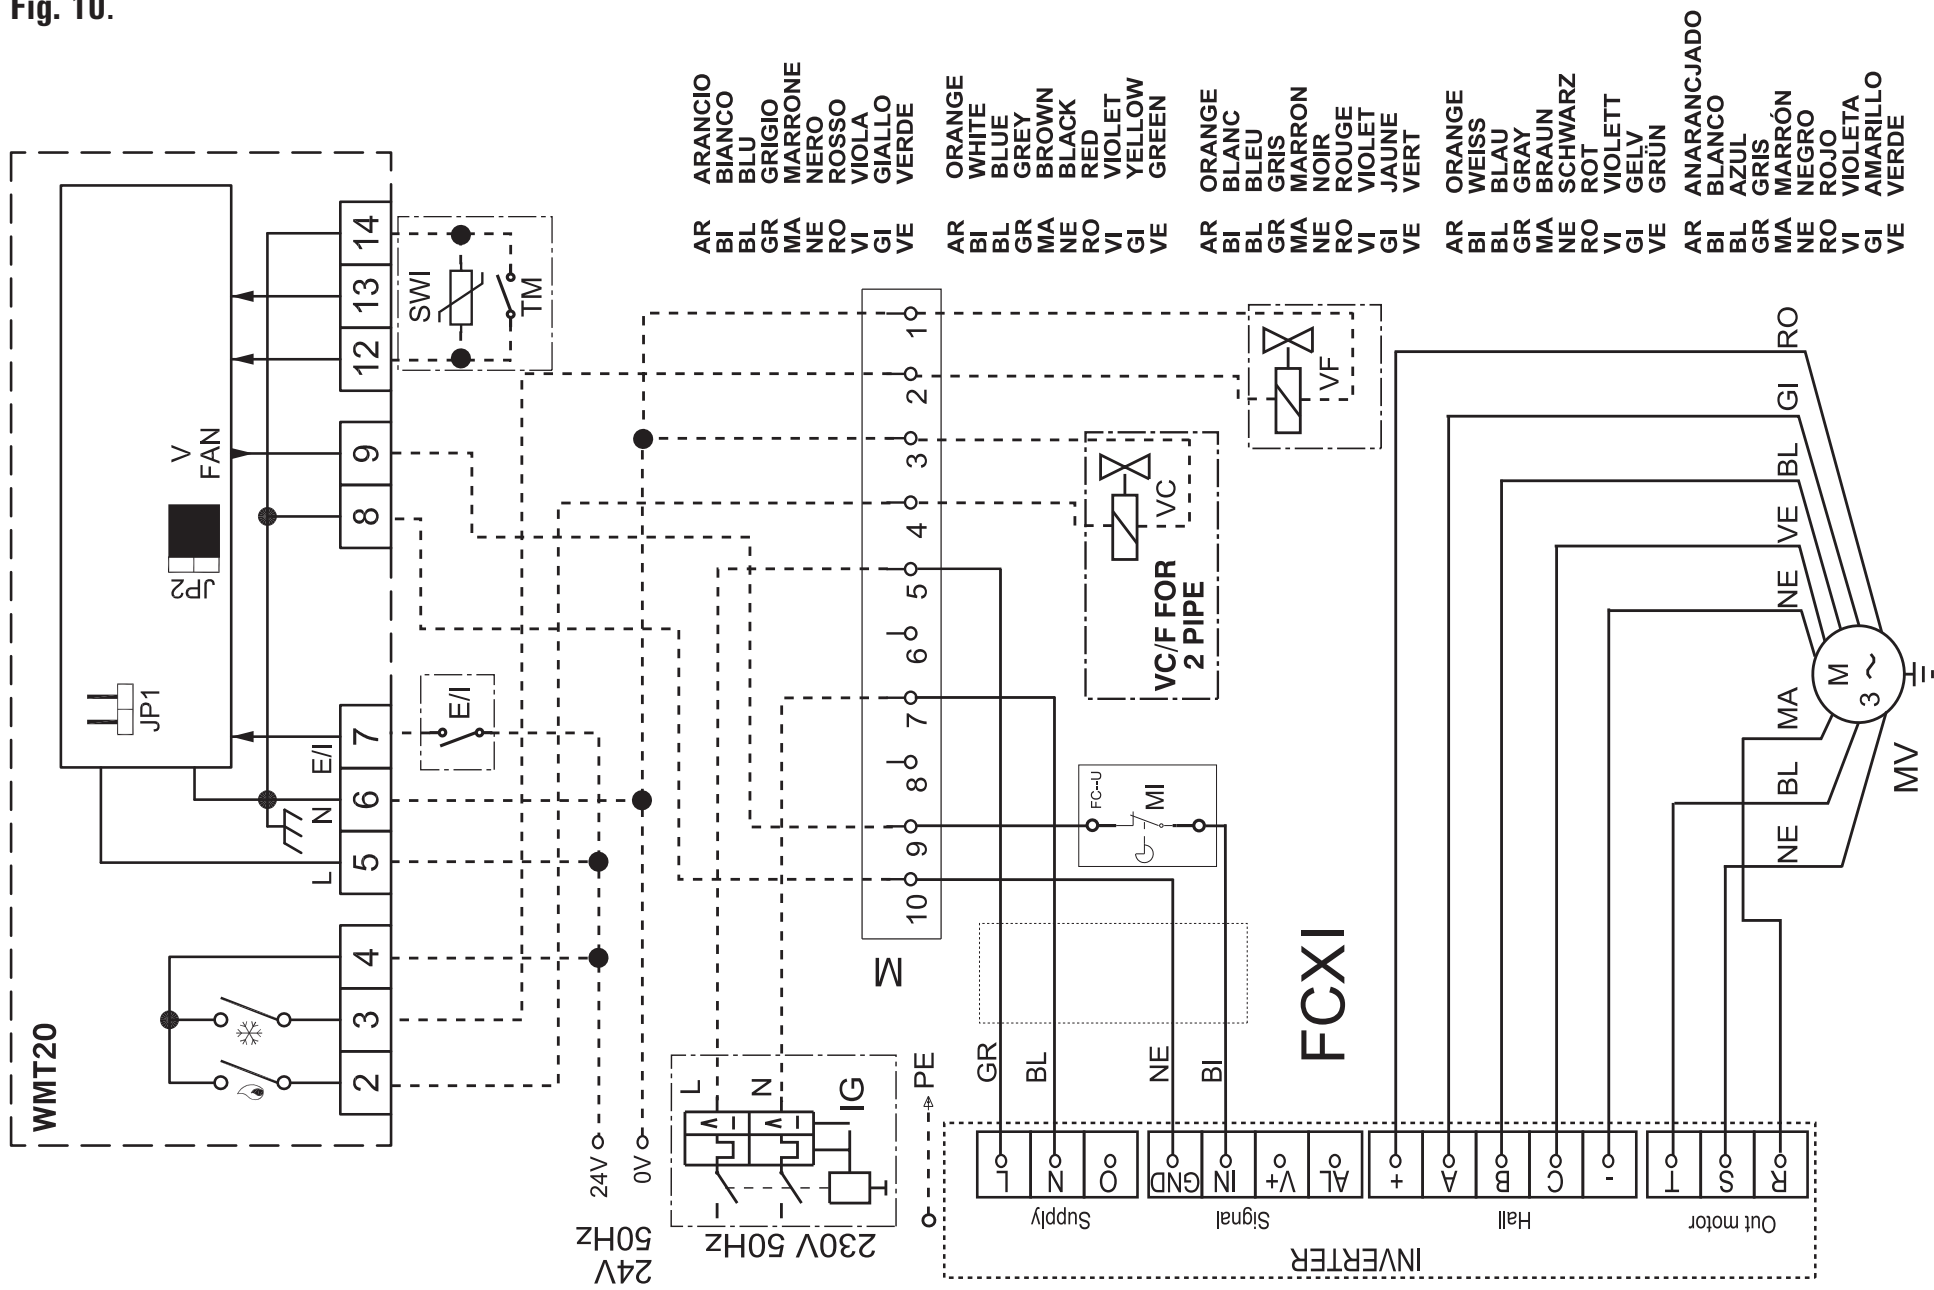 Fig. 10.
WMT20
JP1
JP2
V
FAN
L
N
E/I
2
3
4
5
6
7
8
9
12
13
14
E/I
SWI
TM
AR ARANCIO
BI BIANCO
BL BLU
GR GRIGIO
MA MARRONE
NE NERO
RO ROSSO
VI VIOLA
GI GIALLO
VE VERDE
AR ORANGE
BI WHITE
BL BLUE
GR GREY
MA BROWN
NE BLACK
RO RED
VI VIOLET
GI YELLOW
VE GREEN
AR ORANGE
BI BLANC
BL BLEU
GR GRIS
MA MARRON
NE NOIR
RO ROUGE
VI VIOLET
GI JAUNE
VE VERT
AR ORANGE
BI WEISS
BL BLAU
GR GRAY
MA BRAUN
NE SCHWARZ
RO ROT
VI VIOLETT
GI GELV
VE GRÜN
AR ANARANCJADO
BI BLANCO
BL AZUL
GR GRIS
MA MARRÓN
NE NEGRO
RO ROJO
VI VIOLETA
GI AMARILLO
VE VERDE
24V
50Hz
24V
0V
230V 50Hz
L
N
IG
PE
M
10
9
8
7
6
5
4
3
2
1
VF
VC
VC/F FOR
2 PIPE
FC--U
MI
FCXI
GR
BL
NE
BI
INVERTER
Supply
L
N
O
Signal
GND
IN
V+
AL
Hall
+
A
B
C
-
Out motor
T
S
R
NE
BL
MA
NE
VE
BL
GI
RO
M
3 ~
MV